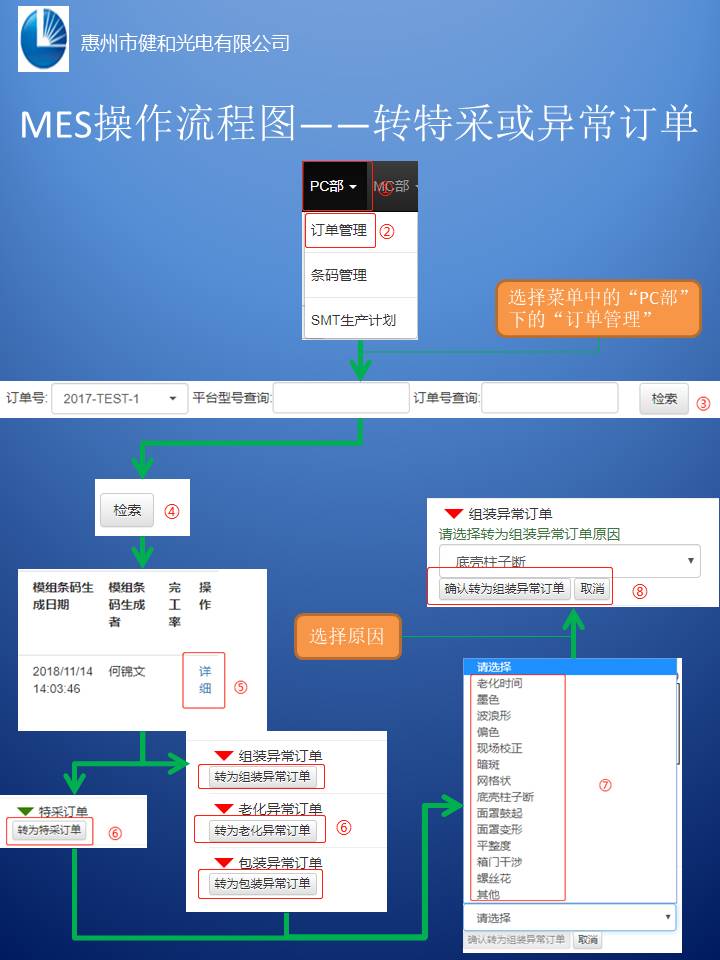 惠州市健和光电有限公司
MES操作流程图——转特采或异常订单
PC部 MC部
①
订单管理 ②
条码管理
SMT生产计划
选择菜单中的“PC部”
下的“订单管理”
订单号: 2017-TEST-1 平台型号查询: 订单号查询: 检索 ③
检索 ④
组装异常订单
请选择转为组装异常订单原因
底壳柱子断
确认转为组装异常订单 取消 ⑧
模组条码生成日期
模组条码生成者
完工率
操作
2018/11/14
14:03:46
何锦文
详细
⑤
选择原因
请选择
老化时间
墨色
波浪形
偏色
现场校正
暗斑
网格状
底壳柱子断
面罩鼓起
面罩变形
平整度
箱门干涉
螺丝花
其他
⑦
请选择
确认转为组装异常订单 取消
组装异常订单
转为组装异常订单
老化异常订单
转为老化异常订单 ⑥
包装异常订单
转为包装异常订单
特采订单
转为特采订单 ⑥